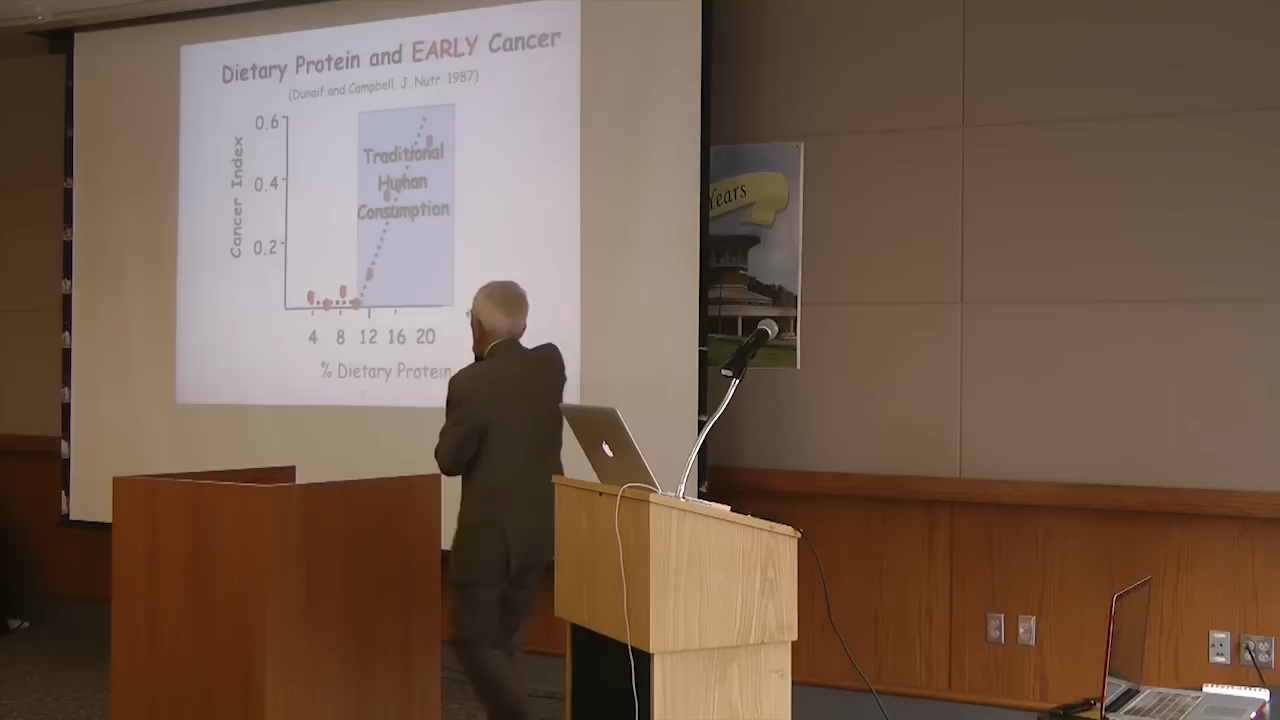 Dietary Protein and EARLY Cancer
(Dunaif and Campbell, J. Nutr. 1987)
Cancer Index
0.6
0.4
0.2
Traditional
Human
Consumption
4 8 12 16 20
% Dietary Protein
Years